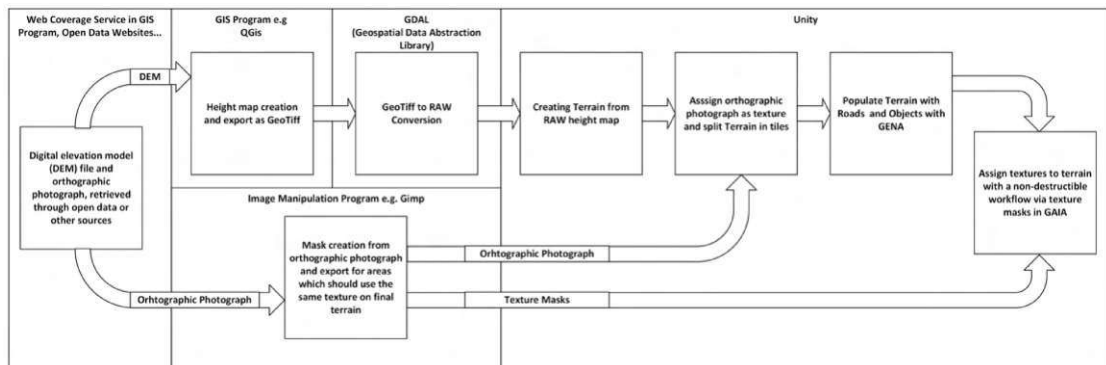 Web Coverage Service in GIS
Program, Open Data Websites...
GIS Program e.g
QGis
GDAL
(Geospatial Data Abstraction
Library)
Unity
DEM
Height map creation
and export as GeoTiff
GeoTiff to RAW
Conversion
Creating Terrain from
RAW height map
Asssign orthographic
photograph as texture
and split Terrain in tiles
Populate Terrain with
Roads and Objects with
GENA
Digital elevation model
(DEM) file and
orthographic
photograph, retrieved
through open data or
other sources
Assign textures to terrain
with a non-destructible
workflow via texture
masks in GAIA
Image Manipulation Program e.g. Gimp
Mask creation from
orthographic photograph
and export for areas
which should use the
same texture on final
terrain
Orhtographic Photograph
Orhtographic Photograph
Texture Masks